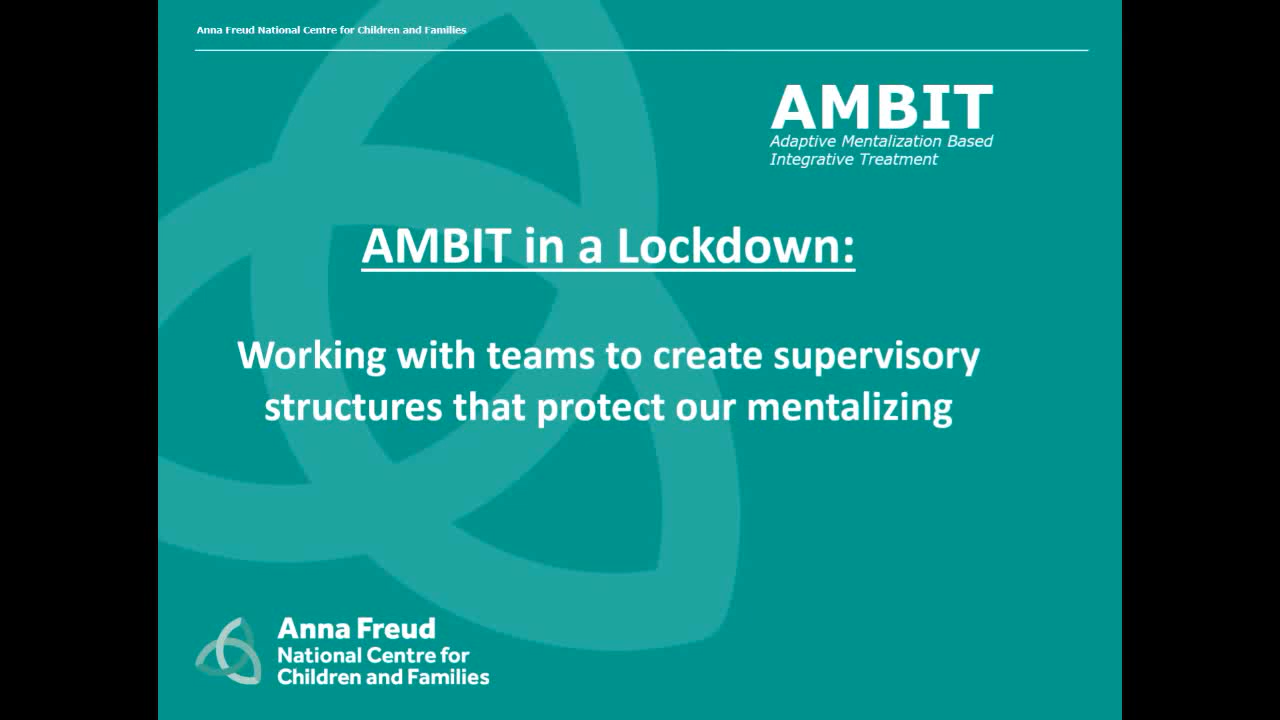 Anna Freud National Centre for Children and Families
AMBIT
Adaptive Mentalization Based
Integrative Treatment
AMBIT in a Lockdown:
Working with teams to create supervisory
structures that protect our mentalizing
Anna Freud
National Centre for
Children and Families